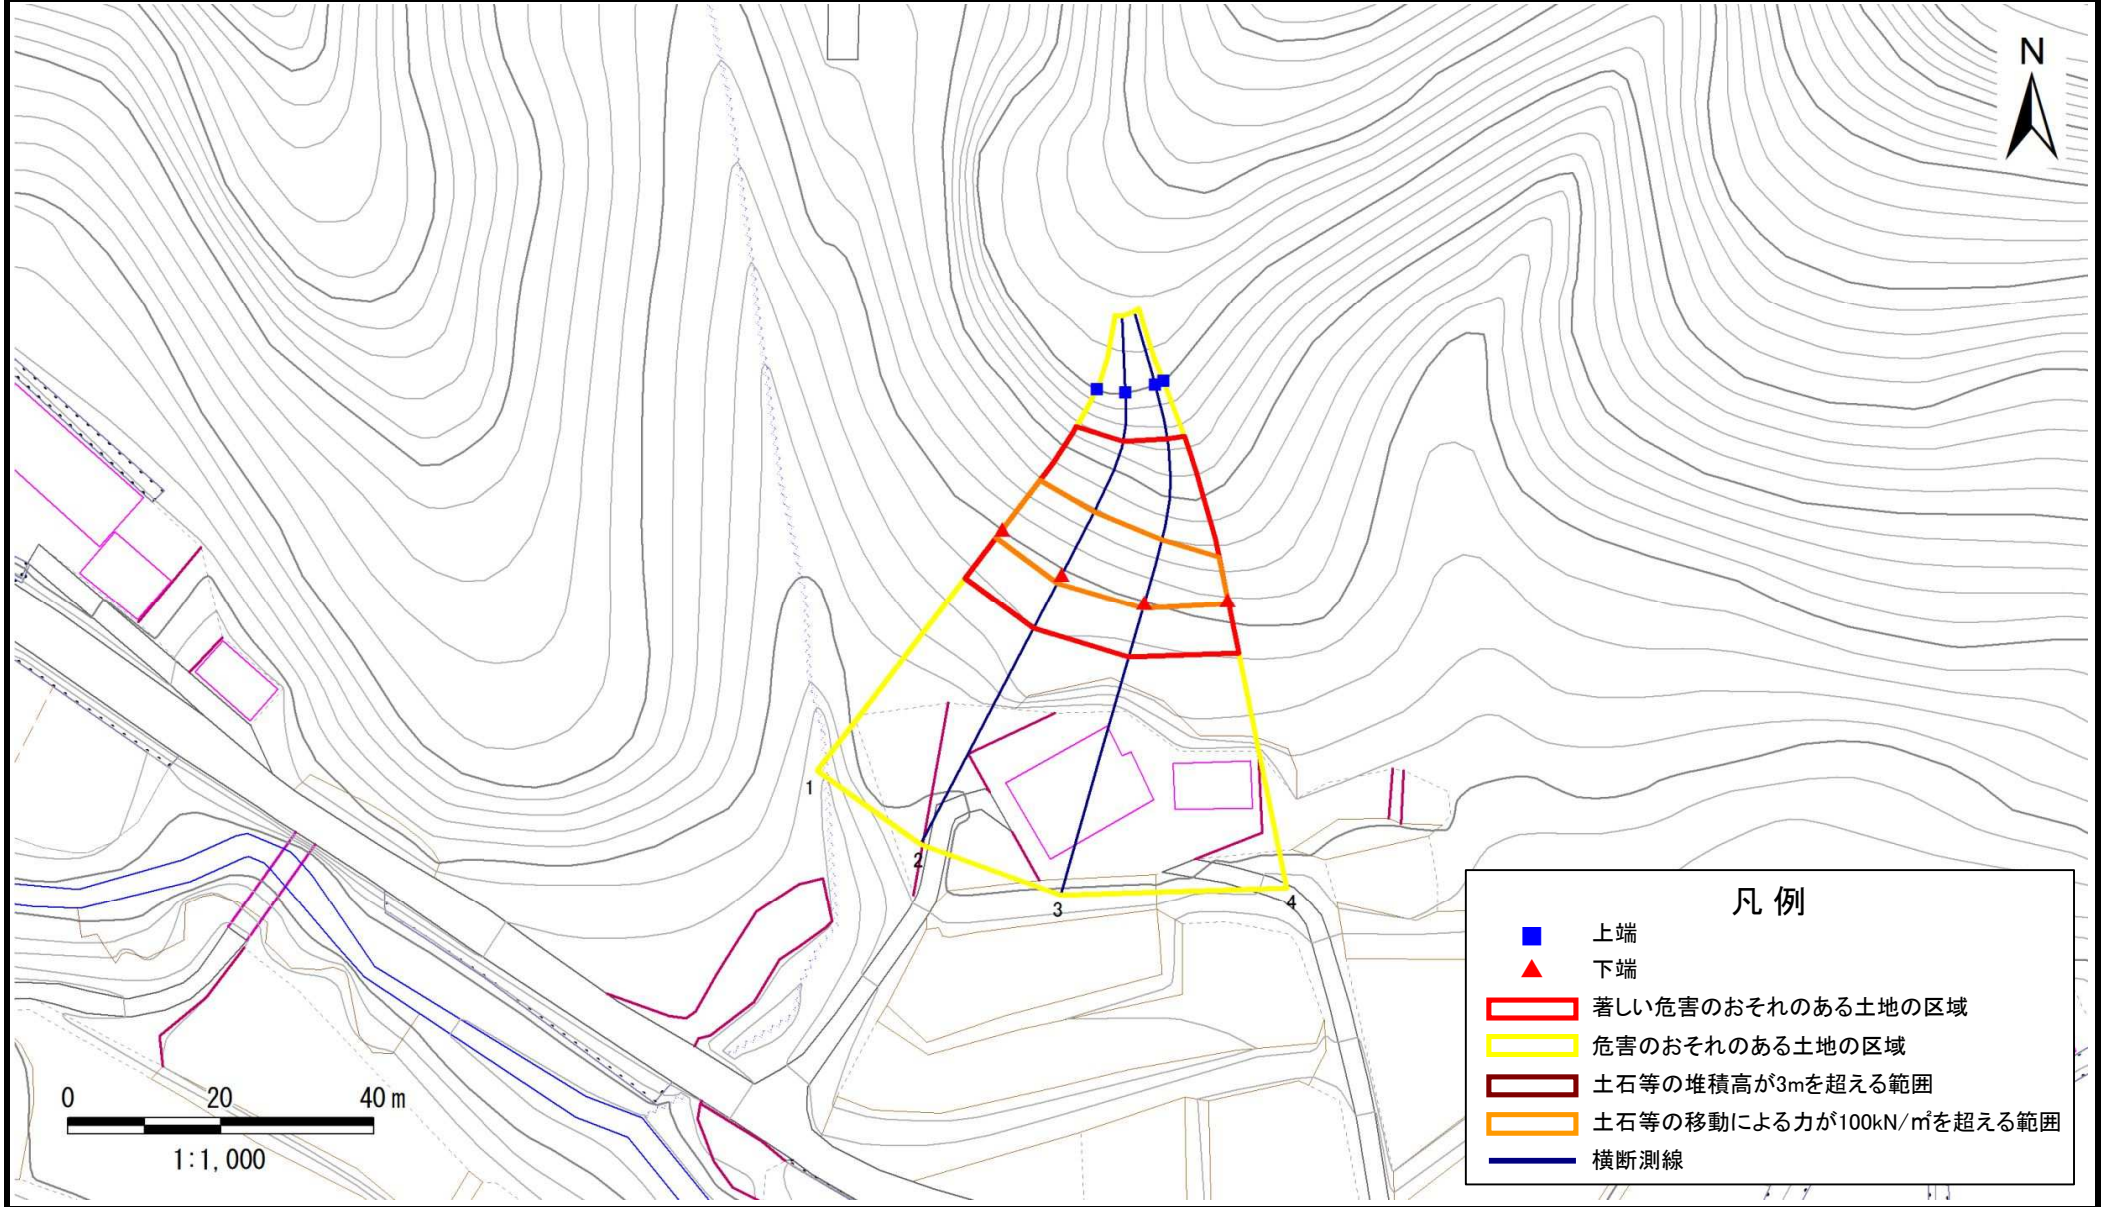 N
1
2
3
4
凡 例
上端
下端
著しい危害のおそれのある土地の区域
危害のおそれのある土地の区域
土石等の堆積高が3mを超える範囲
土石等の移動による力が100kN/㎡を超える範囲
横断測線
0 20 40 m
1:1,000